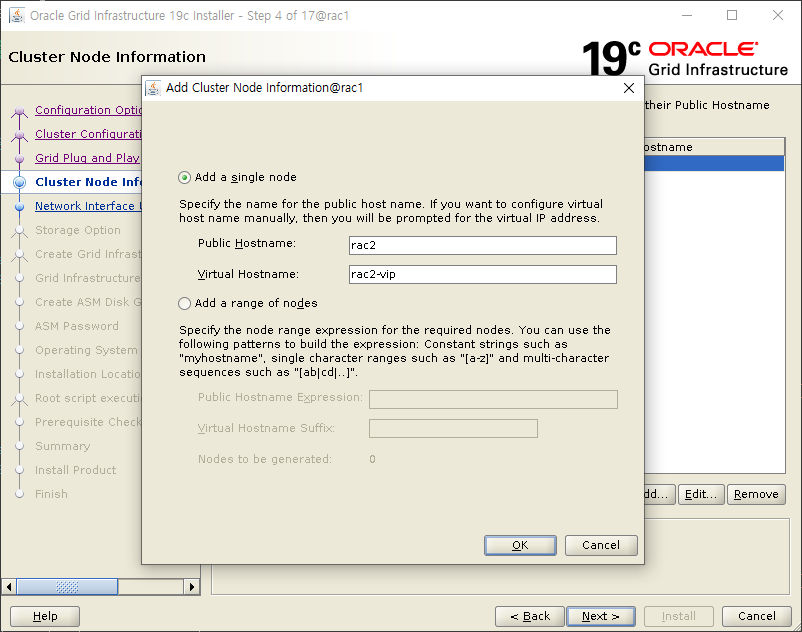 Oracle Grid Infrastructure 19c Installer - Step 4 of 17@rac1
Cluster Node Information
19c ORACLE
Grid Infrastructure
Add Cluster Node Information@rac1
Configuration Optio
Cluster Configurati
Grid Plug and Play
Cluster Node Inf
Network Interface
Storage Option
Create Grid Infrast
Grid Infrastructure
Create ASM Disk G
ASM Password
Operating System
Installation Locatio
Root script executi
Prerequisite Check
Summary
Install Product
Finish
their Public Hostname
ostname
Add a single node
Specify the name for the public host name. If you want to configure virtual
host name manually, then you will be prompted for the virtual IP address.
Public Hostname:
rac2
Virtual Hostname:
rac2-vip
Add a range of nodes
Specify the node range expression for the required nodes. You can use the
following patterns to build the expression: Constant strings such as
"myhostname", single character ranges such as "[a-z]" and multi-character
sequences such as "[ab|cd|..]".
Public Hostname Expression:
Virtual Hostname Suffix:
Nodes to be generated: 0
OK
Cancel
dd...
Edit...
Remove
Help
< Back
Next >
Install
Cancel